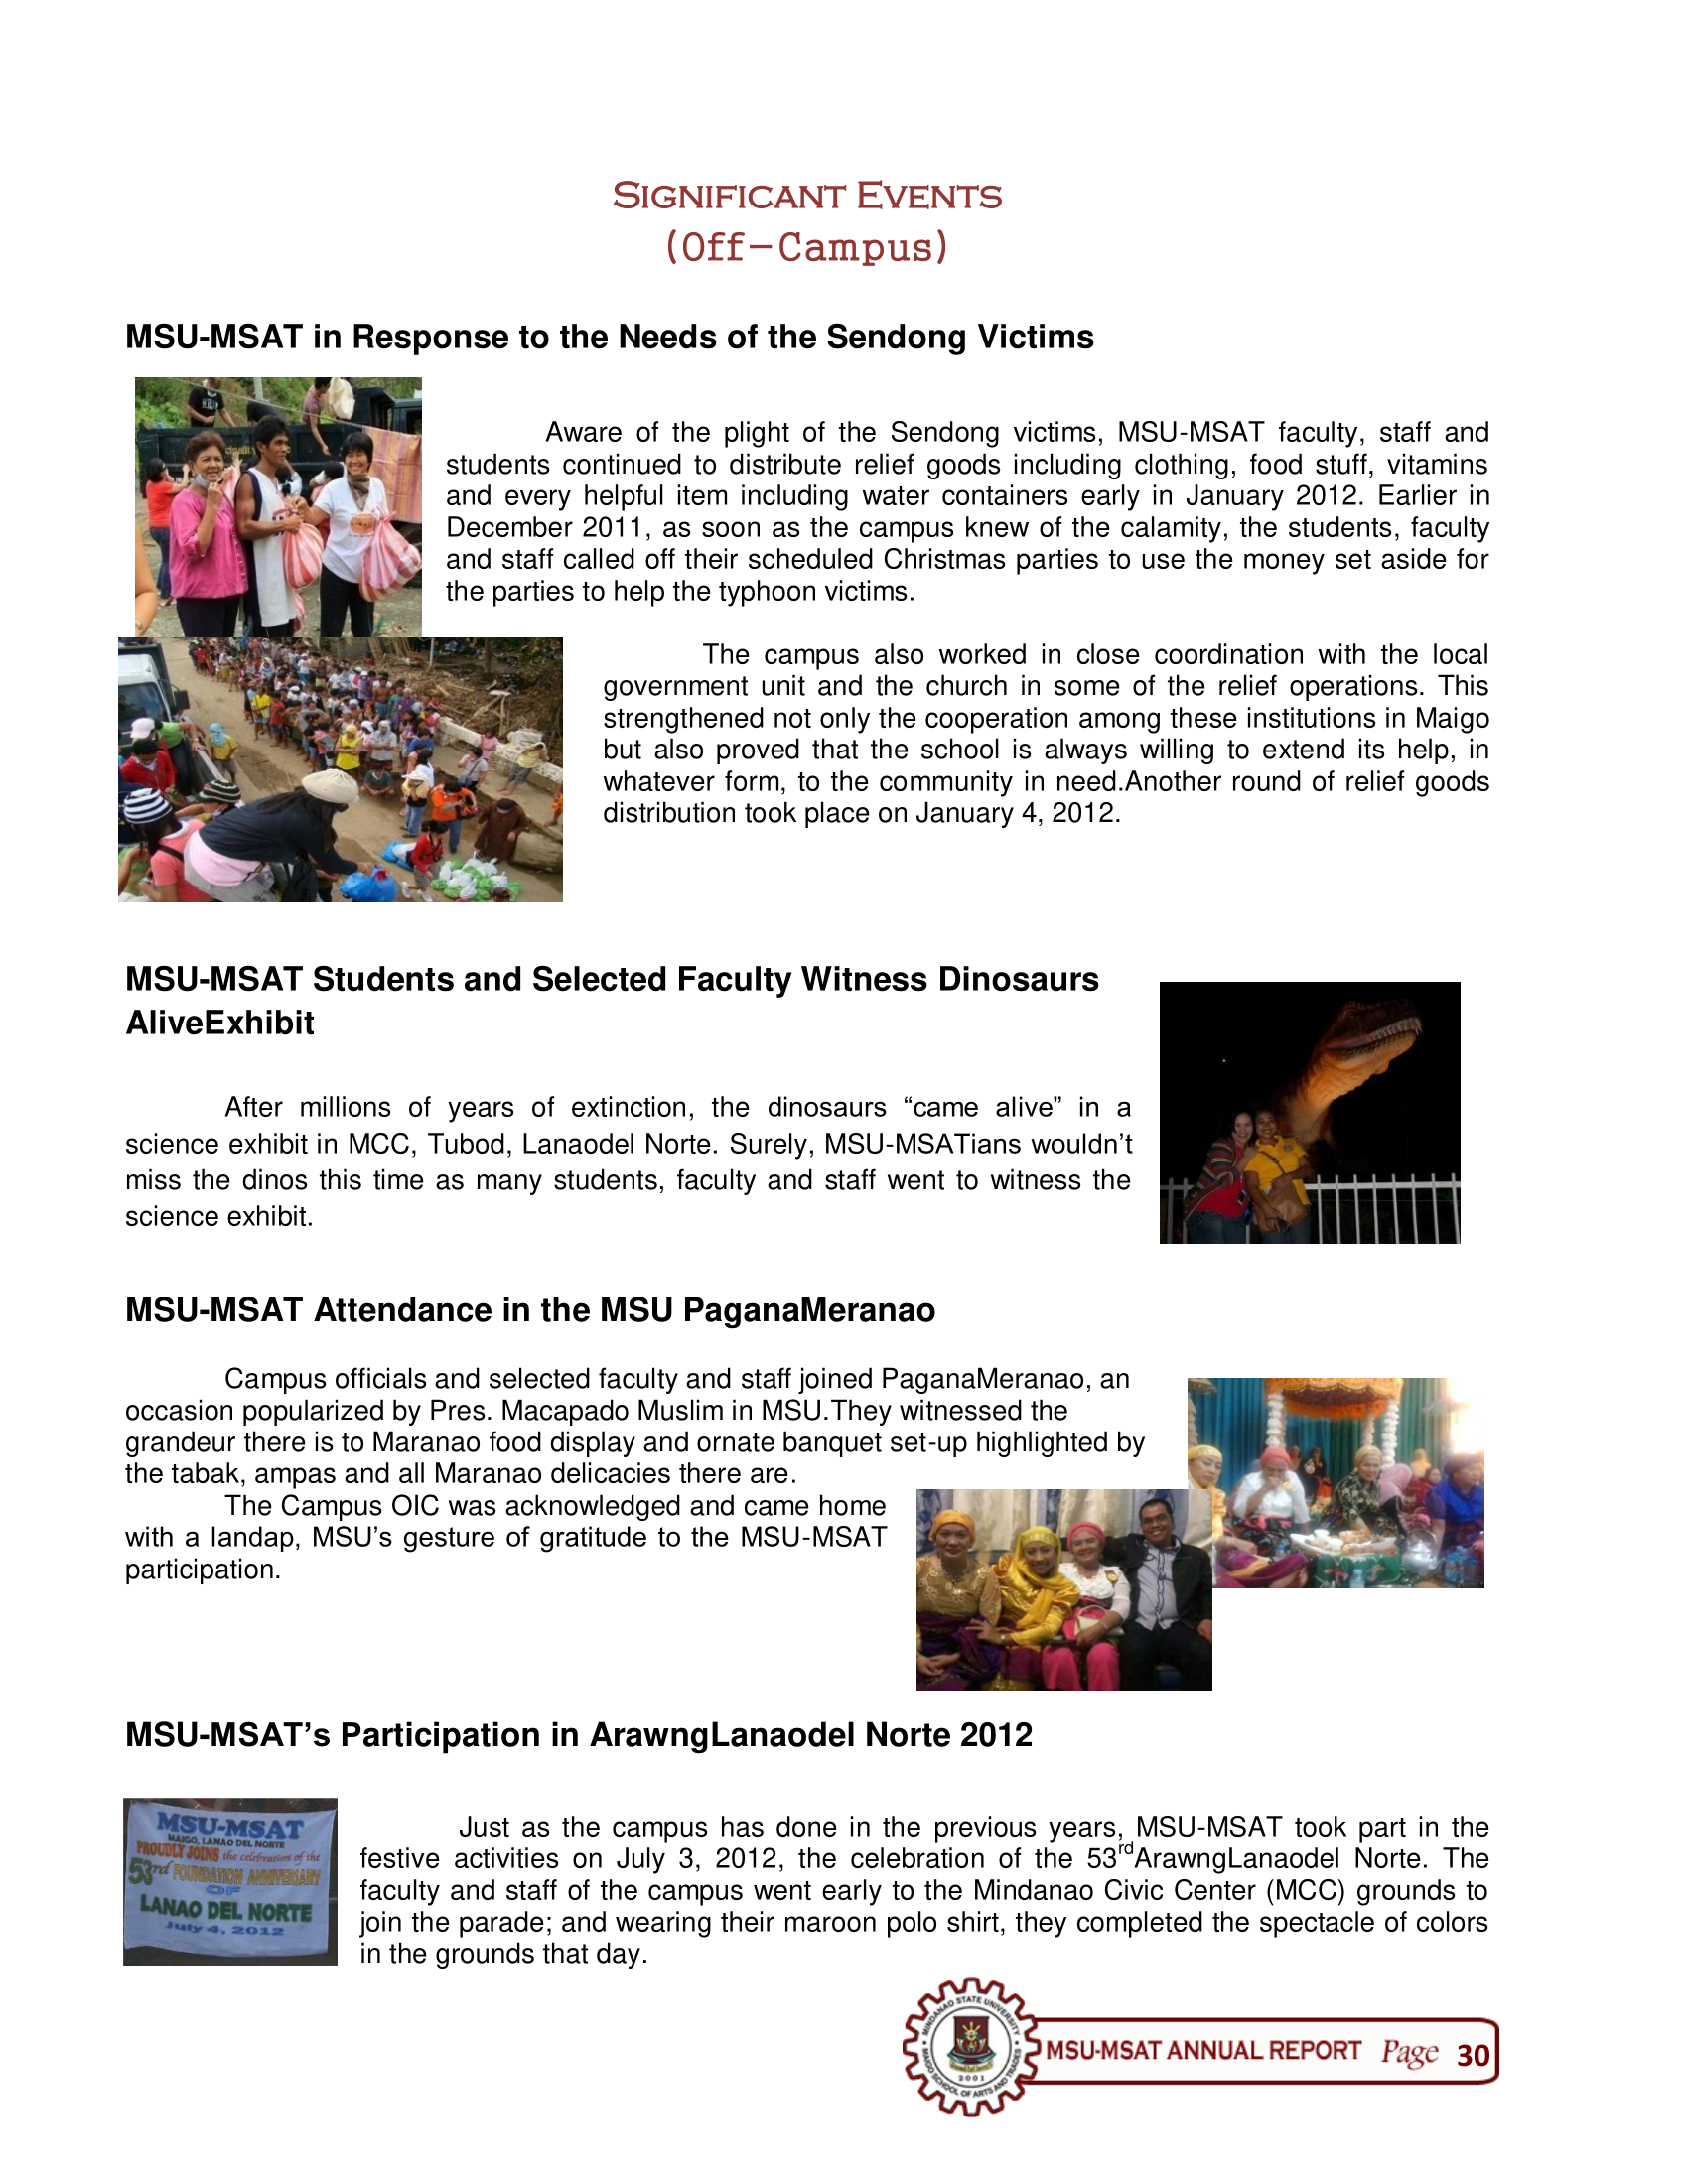 SIGNIFICANT EVENTS
(Off-Campus)
MSU-MSAT in Response to the Needs of the Sendong Victims
Aware of the plight of the Sendong victims, MSU-MSAT faculty, staff and
students continued to distribute relief goods including clothing, food stuff, vitamins
and every helpful item including water containers early in January 2012. Earlier in
December 2011, as soon as the campus knew of the calamity, the students, faculty
and staff called off their scheduled Christmas parties to use the money set aside for
the parties to help the typhoon victims.
The campus also worked in close coordination with the local
government unit and the church in some of the relief operations. This
strengthened not only the cooperation among these institutions in Maigo
but also proved that the school is always willing to extend its help, in
whatever form, to the community in need.Another round of relief goods
distribution took place on January 4, 2012.
MSU-MSAT Students and Selected Faculty Witness Dinosaurs
AliveExhibit
After millions of years of extinction, the dinosaurs “came alive” in a
science exhibit in MCC, Tubod, Lanaodel Norte. Surely, MSU-MSATians wouldn’t
miss the dinos this time as many students, faculty and staff went to witness the
science exhibit.
MSU-MSAT Attendance in the MSU PaganaMeranao
Campus officials and selected faculty and staff joined PaganaMeranao, an
occasion popularized by Pres. Macapado Muslim in MSU.They witnessed the
grandeur there is to Maranao food display and ornate banquet set-up highlighted by
the tabak, ampas and all Maranao delicacies there are.
The Campus OIC was acknowledged and came home
with a landap, MSU’s gesture of gratitude to the MSU-MSAT
participation.
MSU-MSAT’s Participation in ArawngLanaodel Norte 2012
MSU-MSAT
MAIGO, LANAO DEL NORTE
PROUDLY JOINS the celebration of the
53rd FOUNDATION ANNIVERSARY
OF
LANAO DEL NORTE
July 4, 2012
Just as the campus has done in the previous years, MSU-MSAT took part in the
festive activities on July 3, 2012, the celebration of the 53rdArawngLanaodel Norte. The
faculty and staff of the campus went early to the Mindanao Civic Center (MCC) grounds to
join the parade; and wearing their maroon polo shirt, they completed the spectacle of colors
in the grounds that day.
MINDANAO STATE UNIVERSITY
MAIGO SCHOOL OF ARTS AND TRADES
2001
MSU-MSAT ANNUAL REPORT Page 30